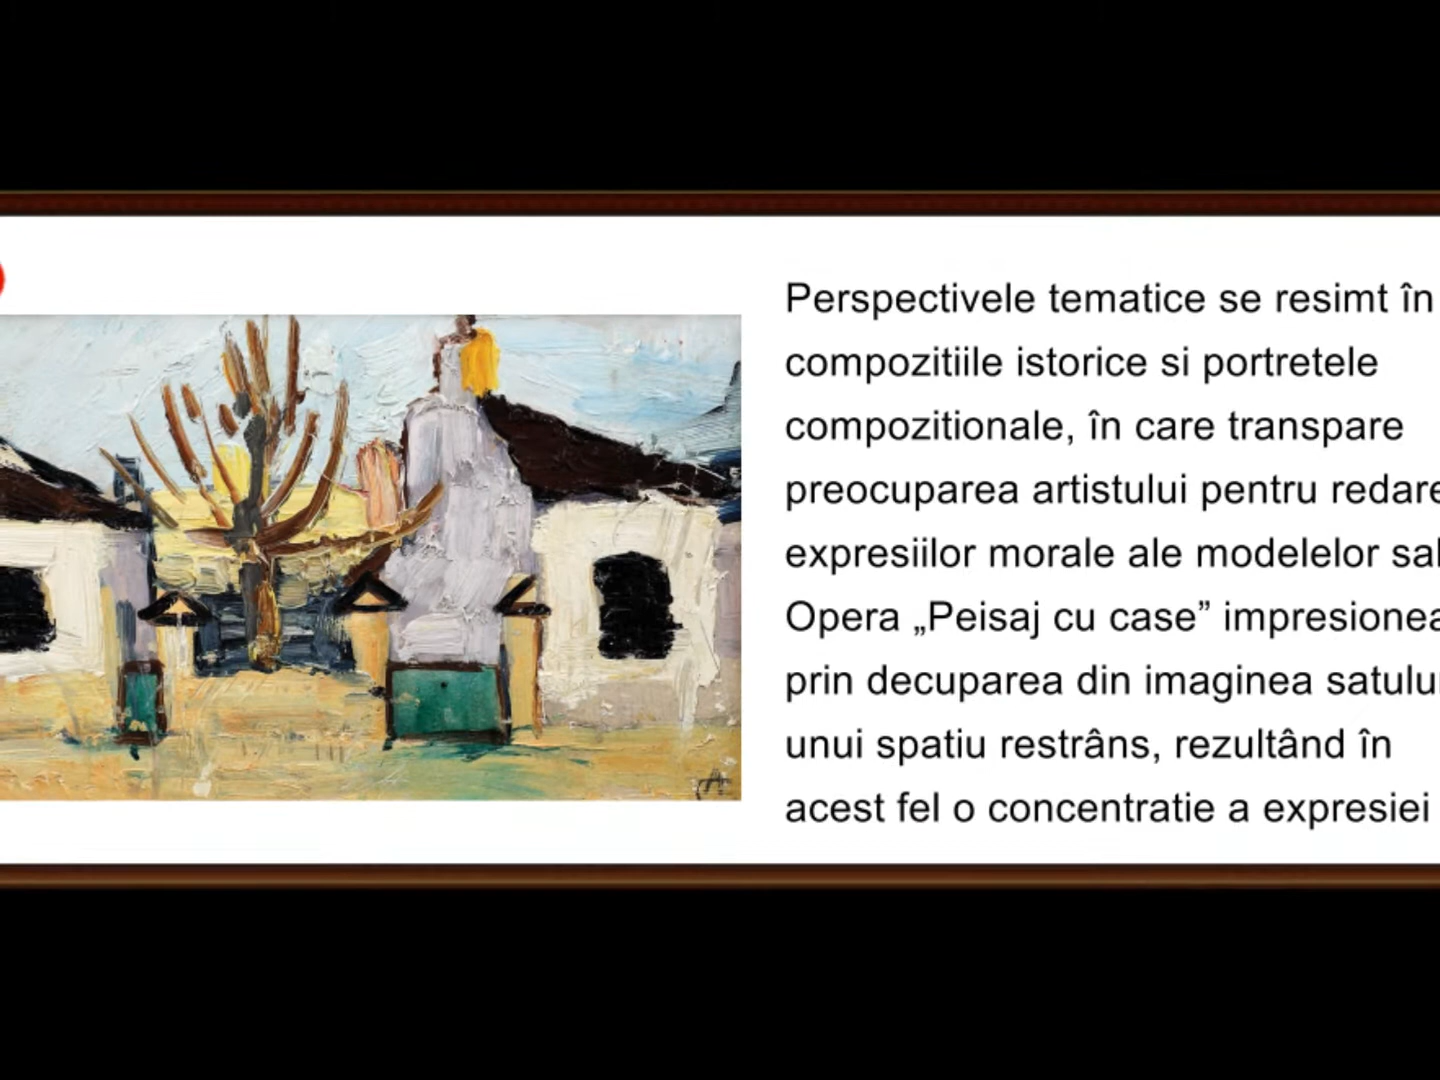 Perspectivele tematice se resimt în
compozitiile istorice si portretele
compozitionale, în care transpare
preocuparea artistului pentru redare
expresiilor morale ale modelelor
Opera „Peisaj cu case” impresionea
prin decuparea din imaginea satulu
unui spatiu restrâns, rezultând în
acest fel o concentratie a expresiei